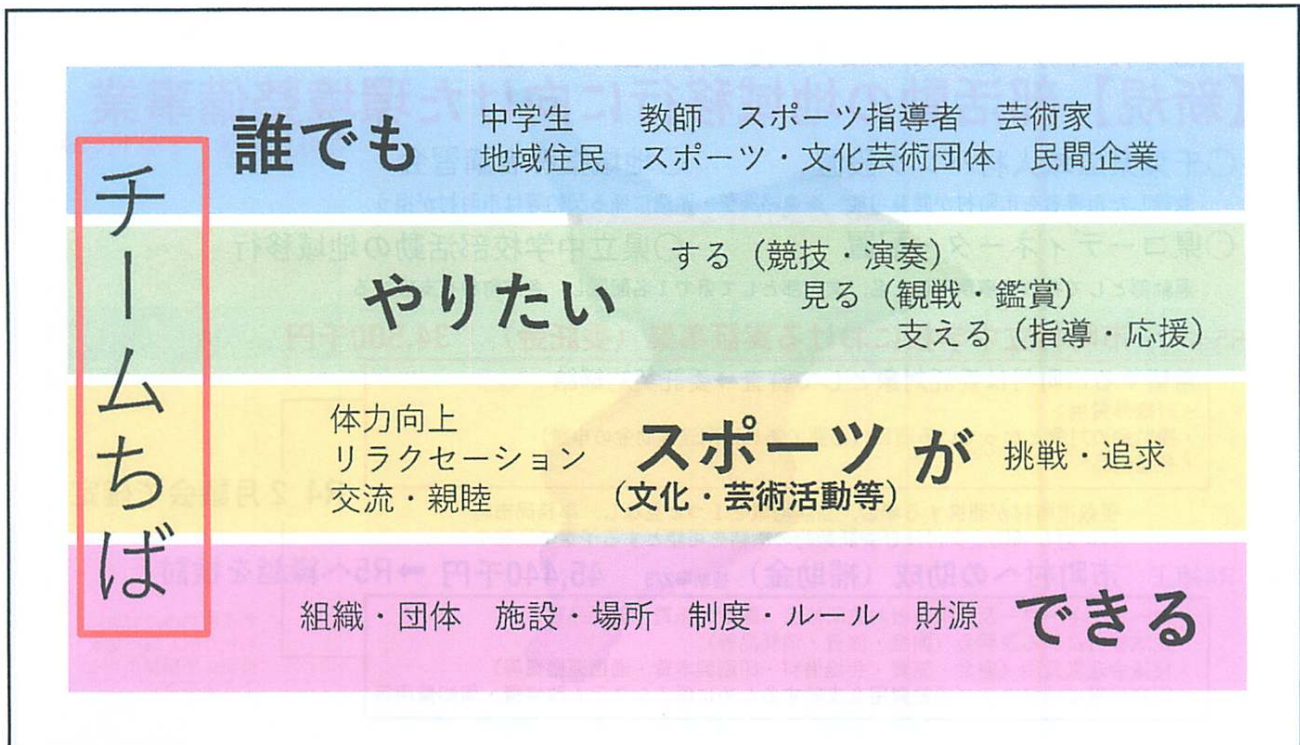 チームちば
誰でも
中学生 教師 スポーツ指導者 芸術家
地域住民 スポーツ・文化芸術団体 民間企業
やりたい
する（競技・演奏）
見る（観戦・鑑賞）
支える（指導・応援）
体力向上
リラクセーション
交流・親睦
スポーツが
（文化・芸術活動等）
挑戦・追求
組織・団体 施設・場所 制度・ルール 財源
できる